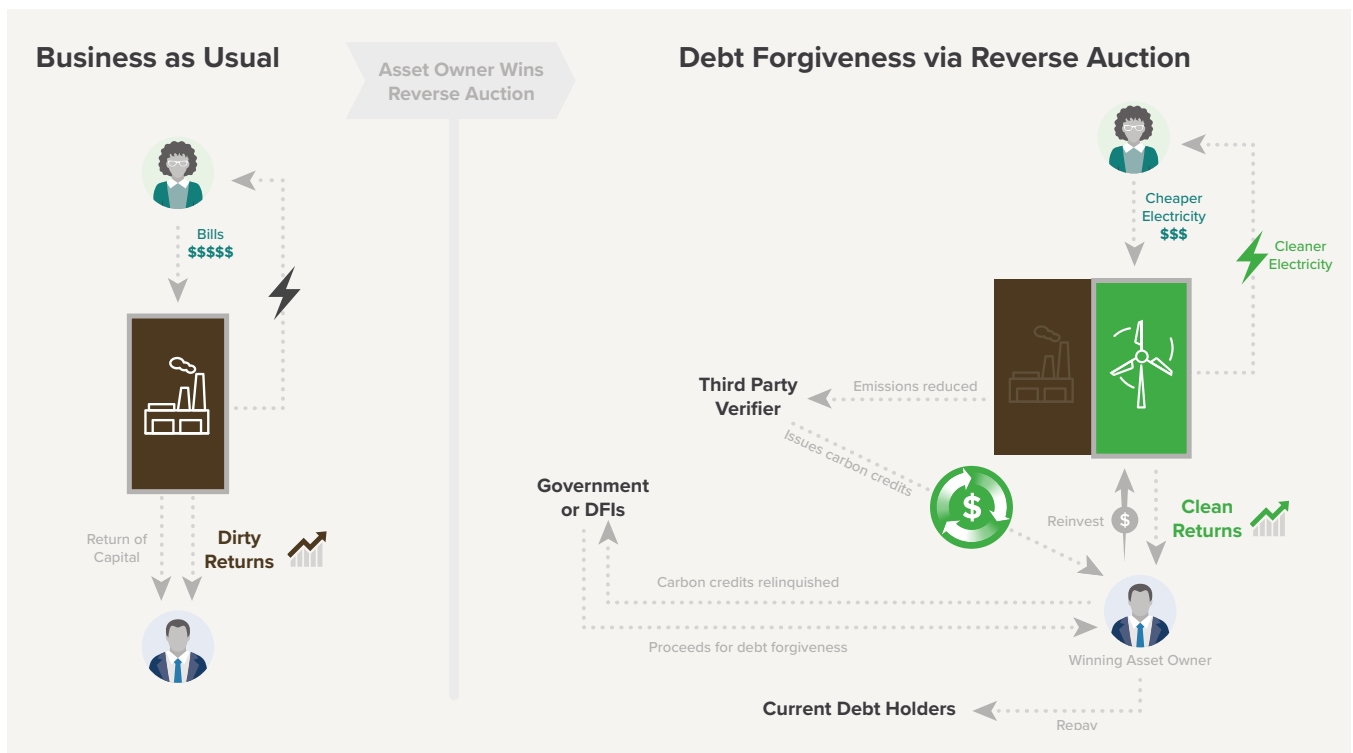 Business as Usual
Asset Owner Wins
Reverse Auction
Debt Forgiveness via Reverse Auction
Bills
$$$$$
Return of
Capital
Dirty
Returns
Cheaper
Electricity
$$$
Cleaner
Electricity
Third Party
Verifier
Emissions reduced
Issues carbon credits
Government
or DFIs
$
Reinvest
$
Clean
Returns
Carbon credits relinquished
Proceeds for debt forgiveness
Winning Asset Owner
Current Debt Holders
Repay